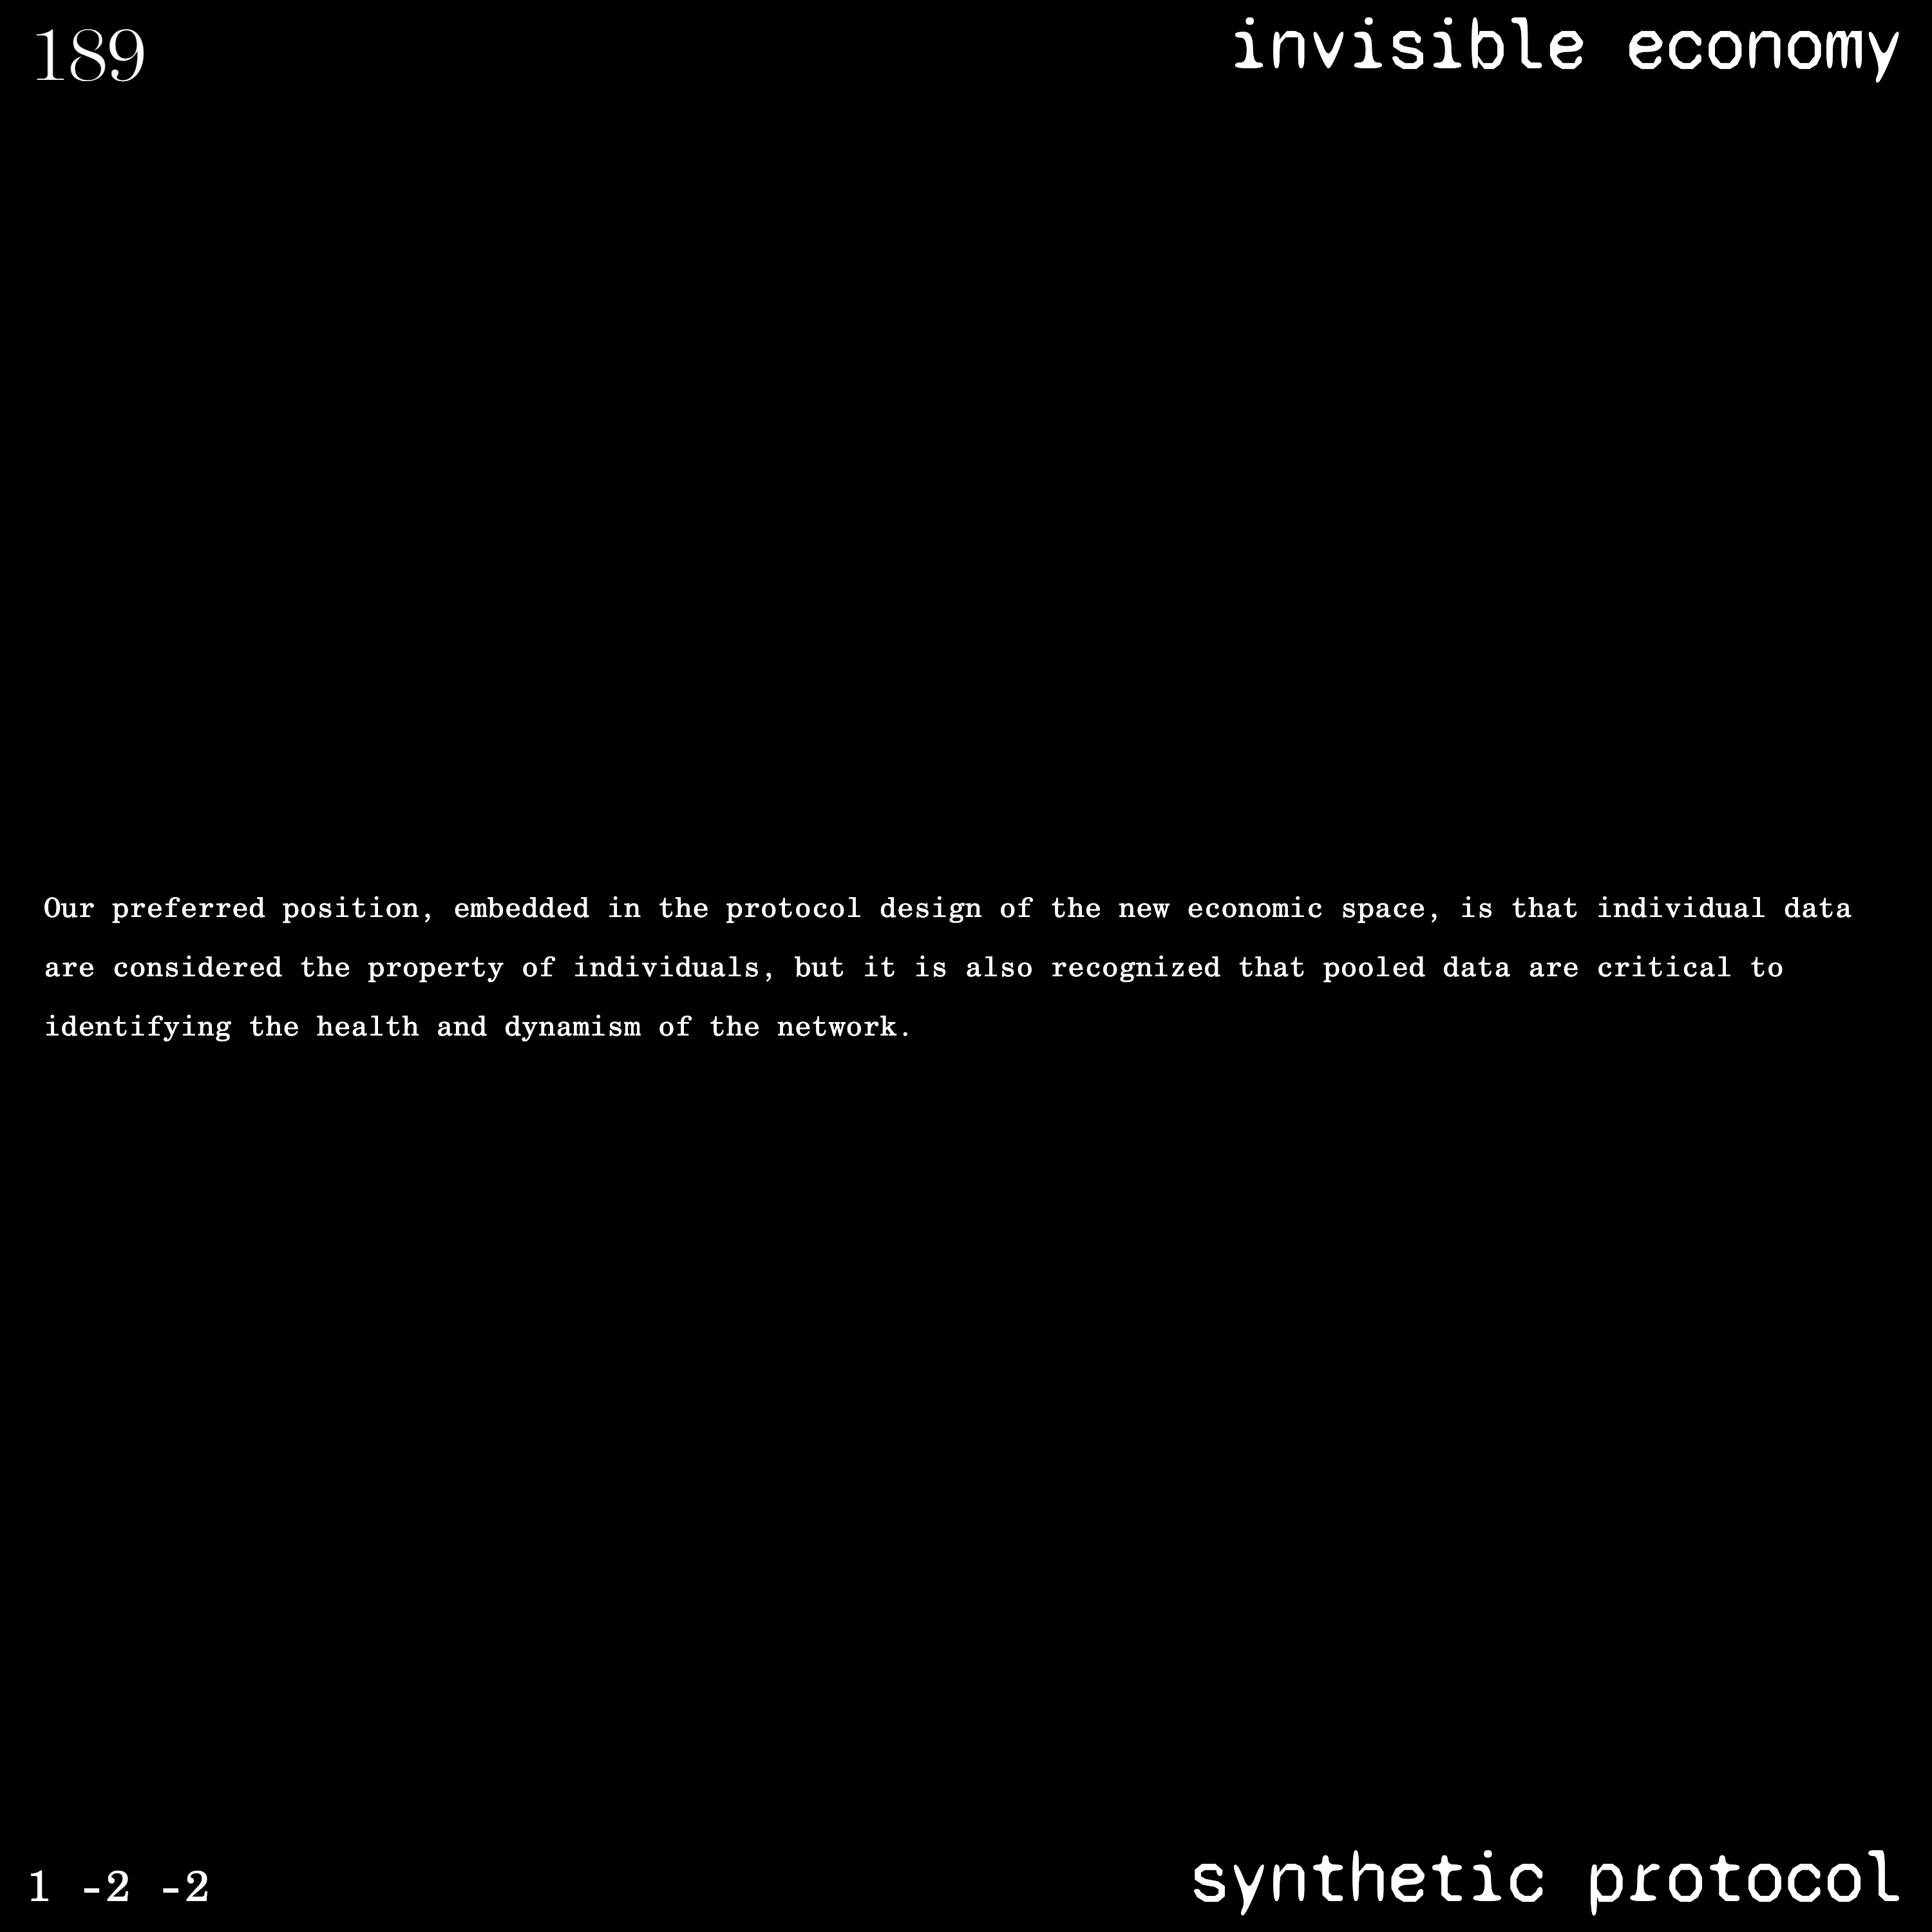 189
invisible economy
Our preferred position, embedded in the protocol design of the new economic space, is that individual data
are considered the property of individuals, but it is also recognized that pooled data are critical to
identifying the health and dynamism of the network.
1 -2 -2
synthetic protocol